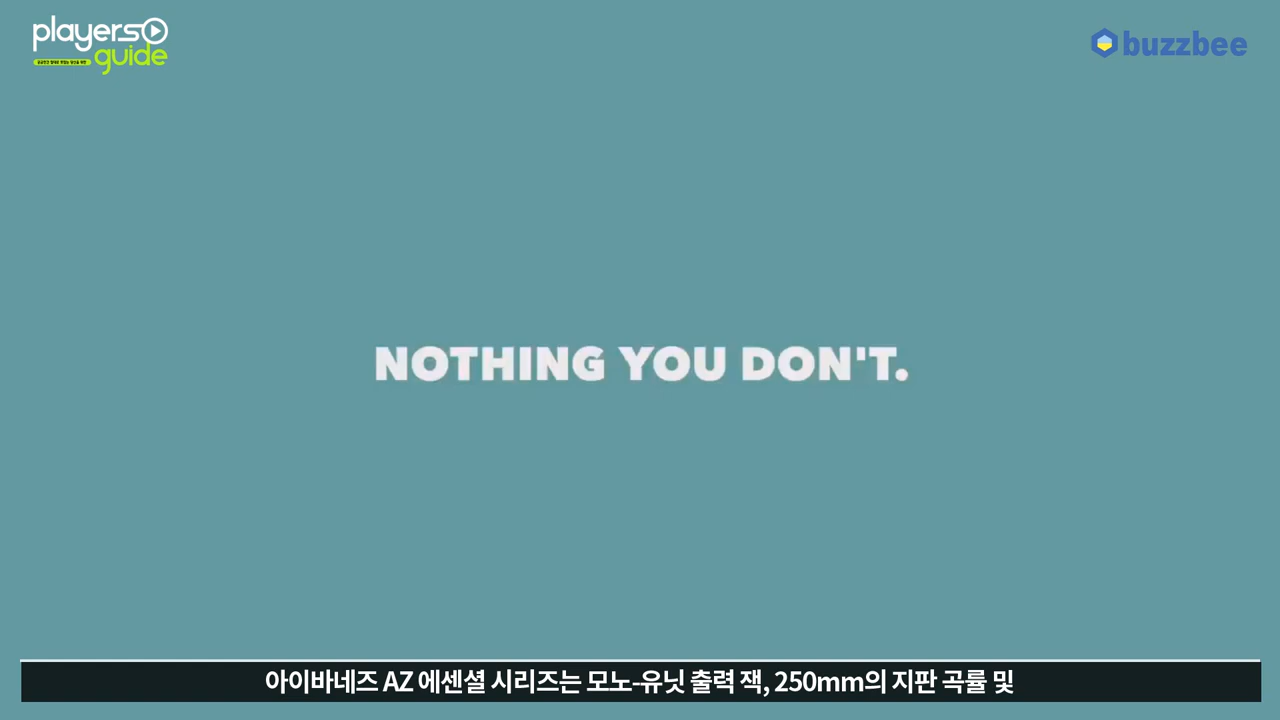 players
guide
buzzbee
NOTHING YOU DON'T.
아이바네즈 AZ 에센셜 시리즈는 모노-유닛 출력 잭, 250mm의 지판 곡률 및